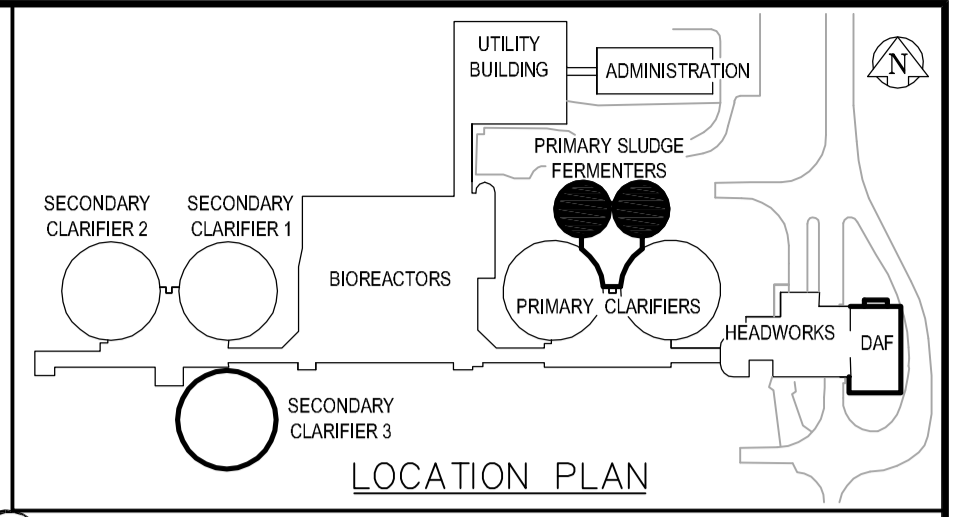 UTILITY
BUILDING
ADMINISTRATION
N
PRIMARY SLUDGE
FERMENTERS
SECONDARY
CLARIFIER 2
SECONDARY
CLARIFIER 1
BIOREACTORS
PRIMARY CLARIFIERS
HEADWORKS
DAF
SECONDARY
CLARIFIER 3
LOCATION PLAN